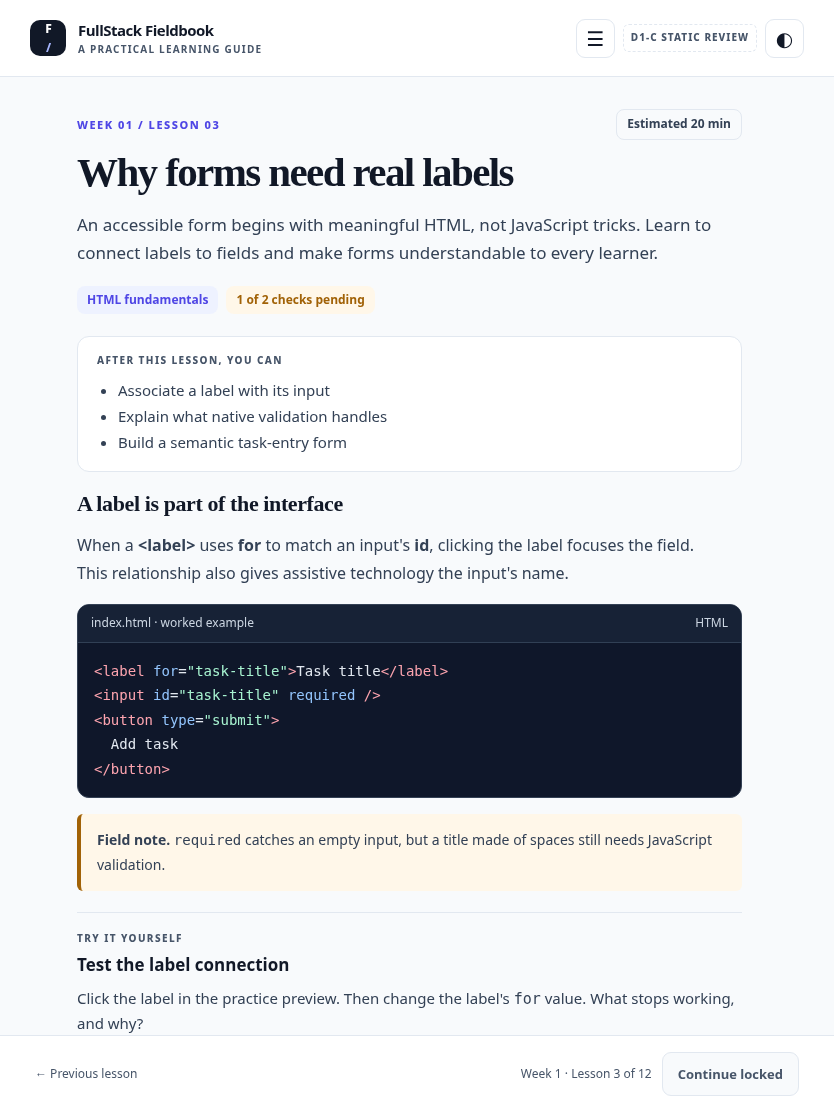 F
/
FullStack Fieldbook
A PRACTICAL LEARNING GUIDE
☰
D1-C STATIC REVIEW
◐
WEEK 01 / LESSON 03
Estimated 20 min
Why forms need real labels
An accessible form begins with meaningful HTML, not JavaScript tricks. Learn to
connect labels to fields and make forms understandable to every learner.
HTML fundamentals
1 of 2 checks pending
AFTER THIS LESSON, YOU CAN
• Associate a label with its input
• Explain what native validation handles
• Build a semantic task-entry form
A label is part of the interface
When a <label> uses for to match an input's id, clicking the label focuses the field.
This relationship also gives assistive technology the input's name.
index.html · worked example
HTML
<label for="task-title">Task title</label>
<input id="task-title" required />
<button type="submit">
  Add task
</button>
Field note. required catches an empty input, but a title made of spaces still needs JavaScript
validation.
TRY IT YOURSELF
Test the label connection
Click the label in the practice preview. Then change the label's for value. What stops working,
and why?
← Previous lesson
Week 1 · Lesson 3 of 12
Continue locked